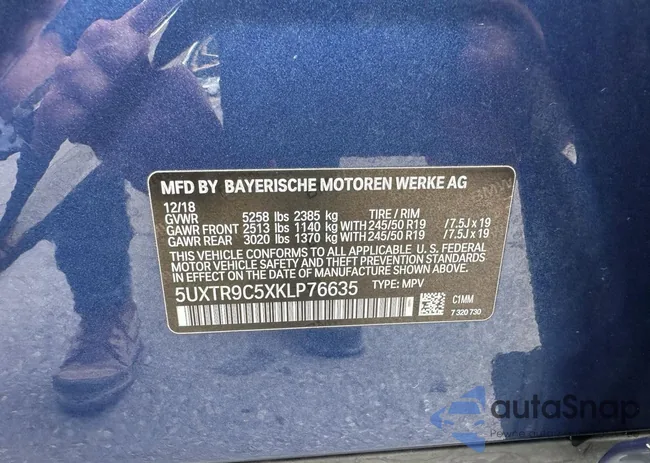 MFD BY BAYERISCHE MOTOREN WERKE AG
12/18
GVWR 5258 lbs 2385 kg TIRE / RIM
GAWR FRONT 2513 lbs 1140 kg WITH 245/50 R19 /7.5J x 19
GAWR REAR 3020 lbs 1370 kg WITH 245/50 R19 /7.5J x 19
THIS VEHICLE CONFORMS TO ALL APPLICABLE U. S. FEDERAL
MOTOR VEHICLE SAFETY AND THEFT PREVENTION STANDARDS
IN EFFECT ON THE DATE OF MANUFACTURE SHOWN ABOVE.
5UXTR9C5XKLP76635 TYPE: MPV
C1MM
7 320 730
autoSnap